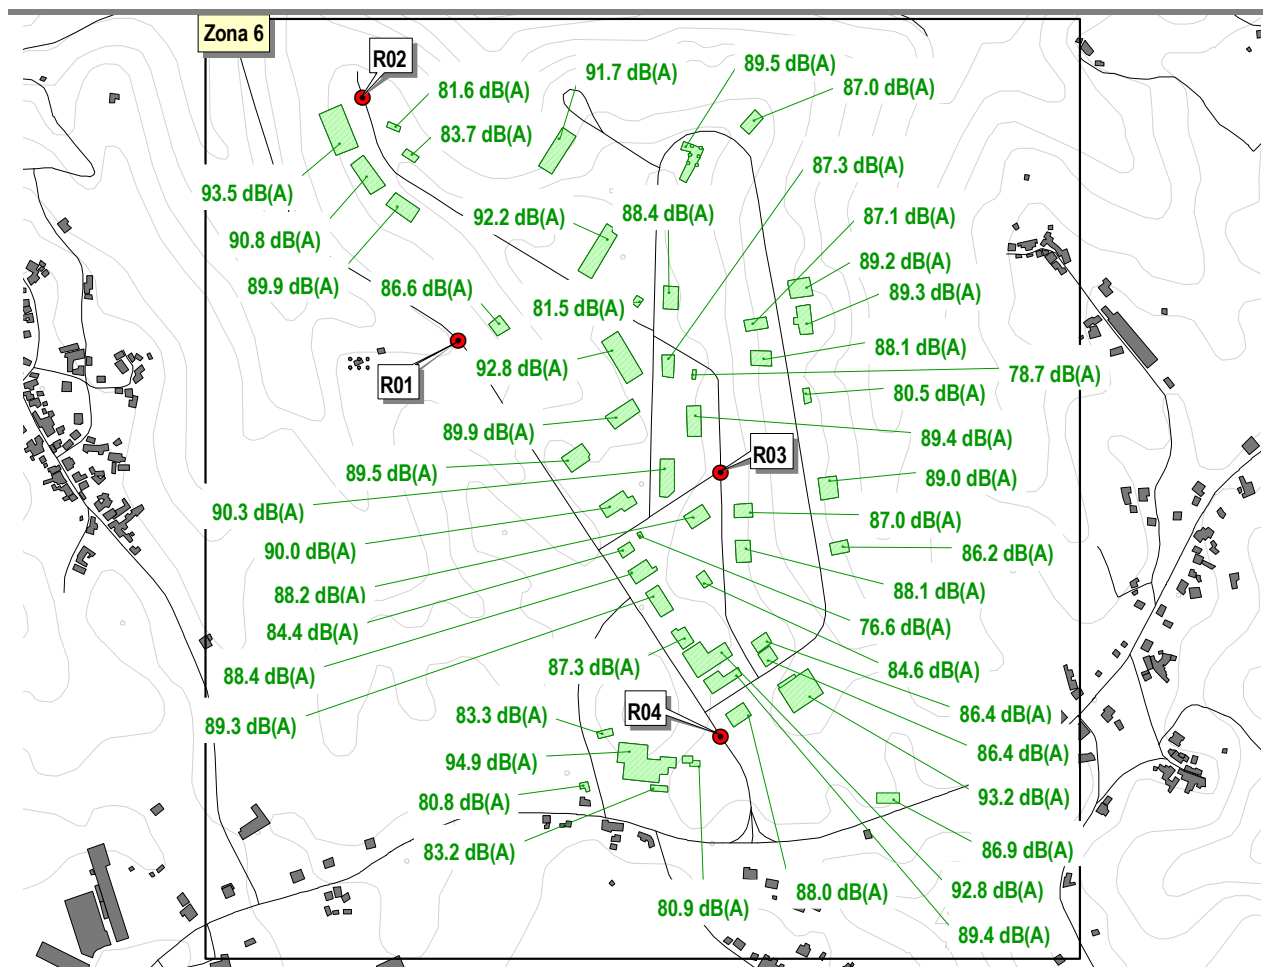 Zona 6
R02
91.7 dB(A)
89.5 dB(A)
87.0 dB(A)
81.6 dB(A)
83.7 dB(A)
87.3 dB(A)
93.5 dB(A)
92.2 dB(A)
88.4 dB(A)
87.1 dB(A)
90.8 dB(A)
89.2 dB(A)
89.9 dB(A)
86.6 dB(A)
81.5 dB(A)
89.3 dB(A)
88.1 dB(A)
92.8 dB(A)
78.7 dB(A)
R01
80.5 dB(A)
89.9 dB(A)
89.4 dB(A)
R03
89.5 dB(A)
89.0 dB(A)
90.3 dB(A)
87.0 dB(A)
90.0 dB(A)
86.2 dB(A)
88.2 dB(A)
88.1 dB(A)
84.4 dB(A)
76.6 dB(A)
87.3 dB(A)
84.6 dB(A)
88.4 dB(A)
R04
86.4 dB(A)
83.3 dB(A)
89.3 dB(A)
86.4 dB(A)
94.9 dB(A)
93.2 dB(A)
80.8 dB(A)
83.2 dB(A)
86.9 dB(A)
88.0 dB(A)
92.8 dB(A)
80.9 dB(A)
89.4 dB(A)